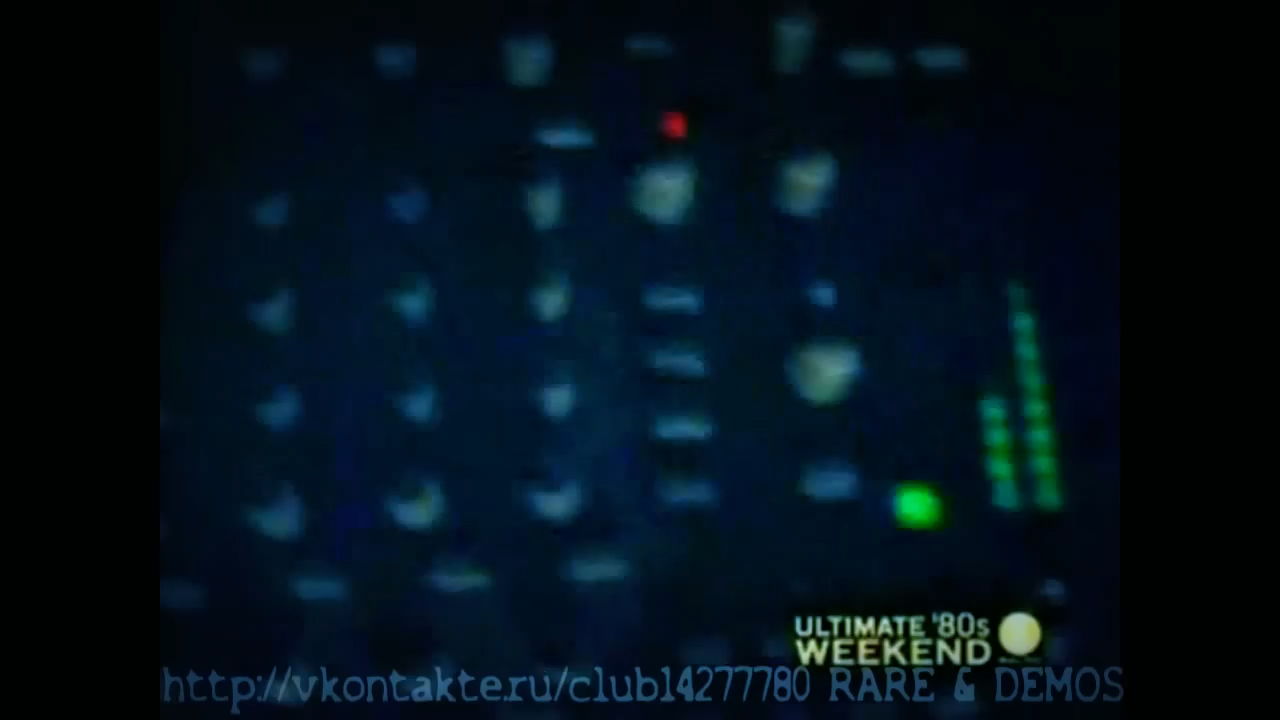 ULTIMATE '80s
WEEKEND
http://vkontakte.ru/club14277780 RARE & DEMOS